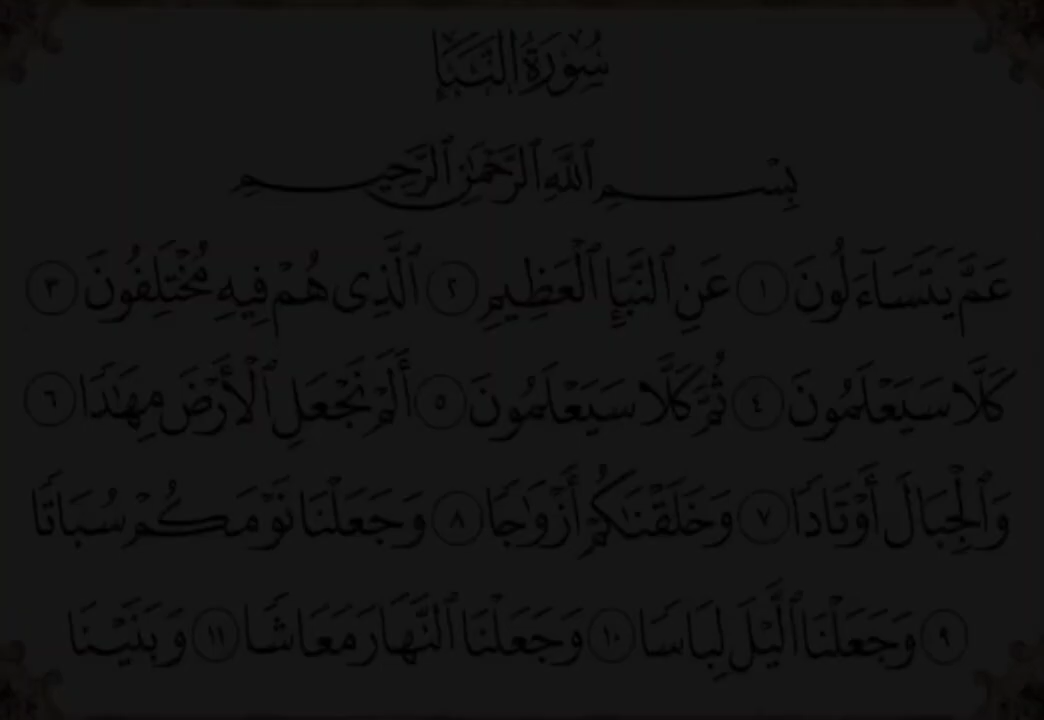 سُورَةُ النَّبَإِ
بِسْمِ ٱللَّهِ ٱلرَّحْمَٰنِ ٱلرَّحِيمِ
عَمَّ يَتَسَآءَلُونَ ١ عَنِ ٱلنَّبَإِ ٱلْعَظِيمِ ٢ ٱلَّذِى هُمْ فِيهِ مُخْتَلِفُونَ ٣
كَلَّا سَيَعْلَمُونَ ٤ ثُمَّ كَلَّا سَيَعْلَمُونَ ٥ أَلَمْ نَجْعَلِ ٱلْأَرْضَ مِهَٰدًا ٦
وَٱلْجِبَالَ أَوْتَادًا ٧ وَخَلَقْنَٰكُمْ أَزْوَٰجًا ٨ وَجَعَلْنَا نَوْمَكُمْ سُبَاتًا
٩ وَجَعَلْنَا ٱلَّيْلَ لِبَاسًا ١٠ وَجَعَلْنَا ٱلنَّهَارَ مَعَاشًا ١١ وَبَنَيْنَا